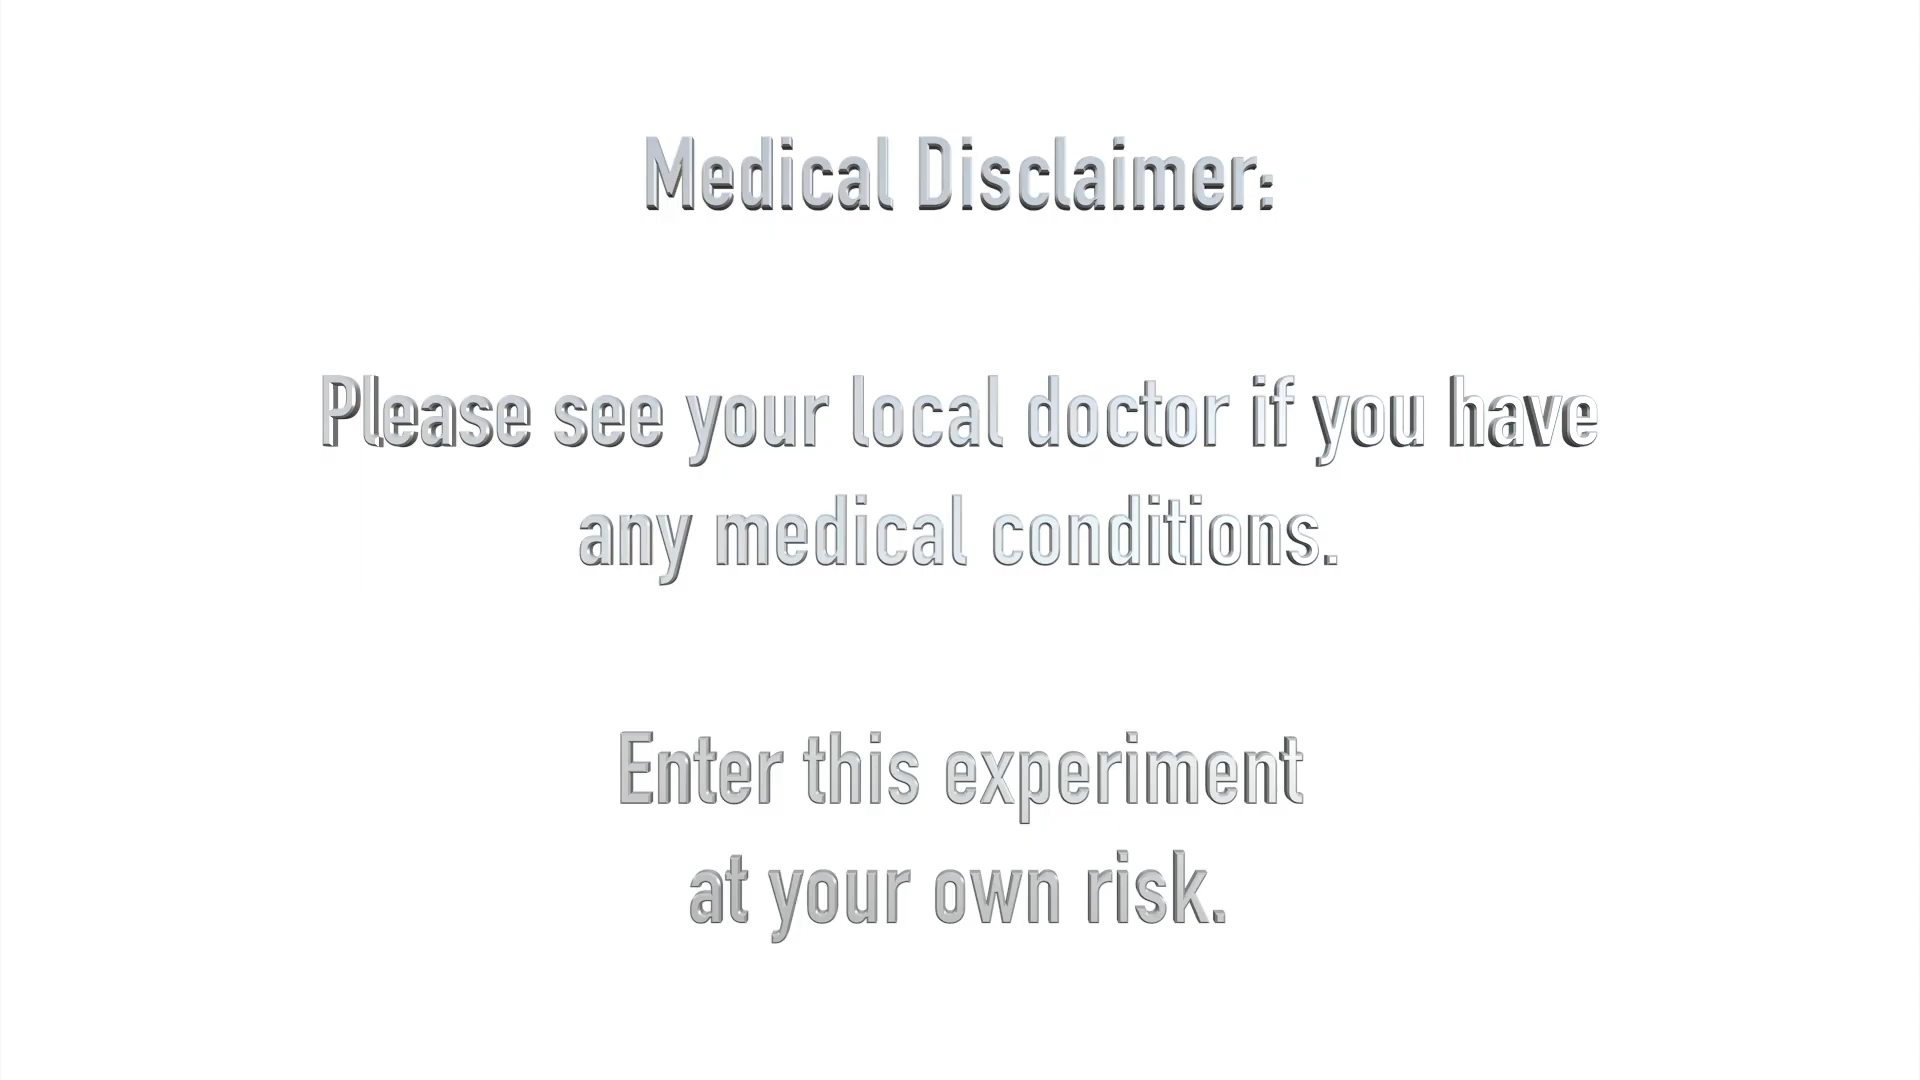 Medical Disclaimer:
Please see your local doctor if you have
any medical conditions.
Enter this experiment
at your own risk.